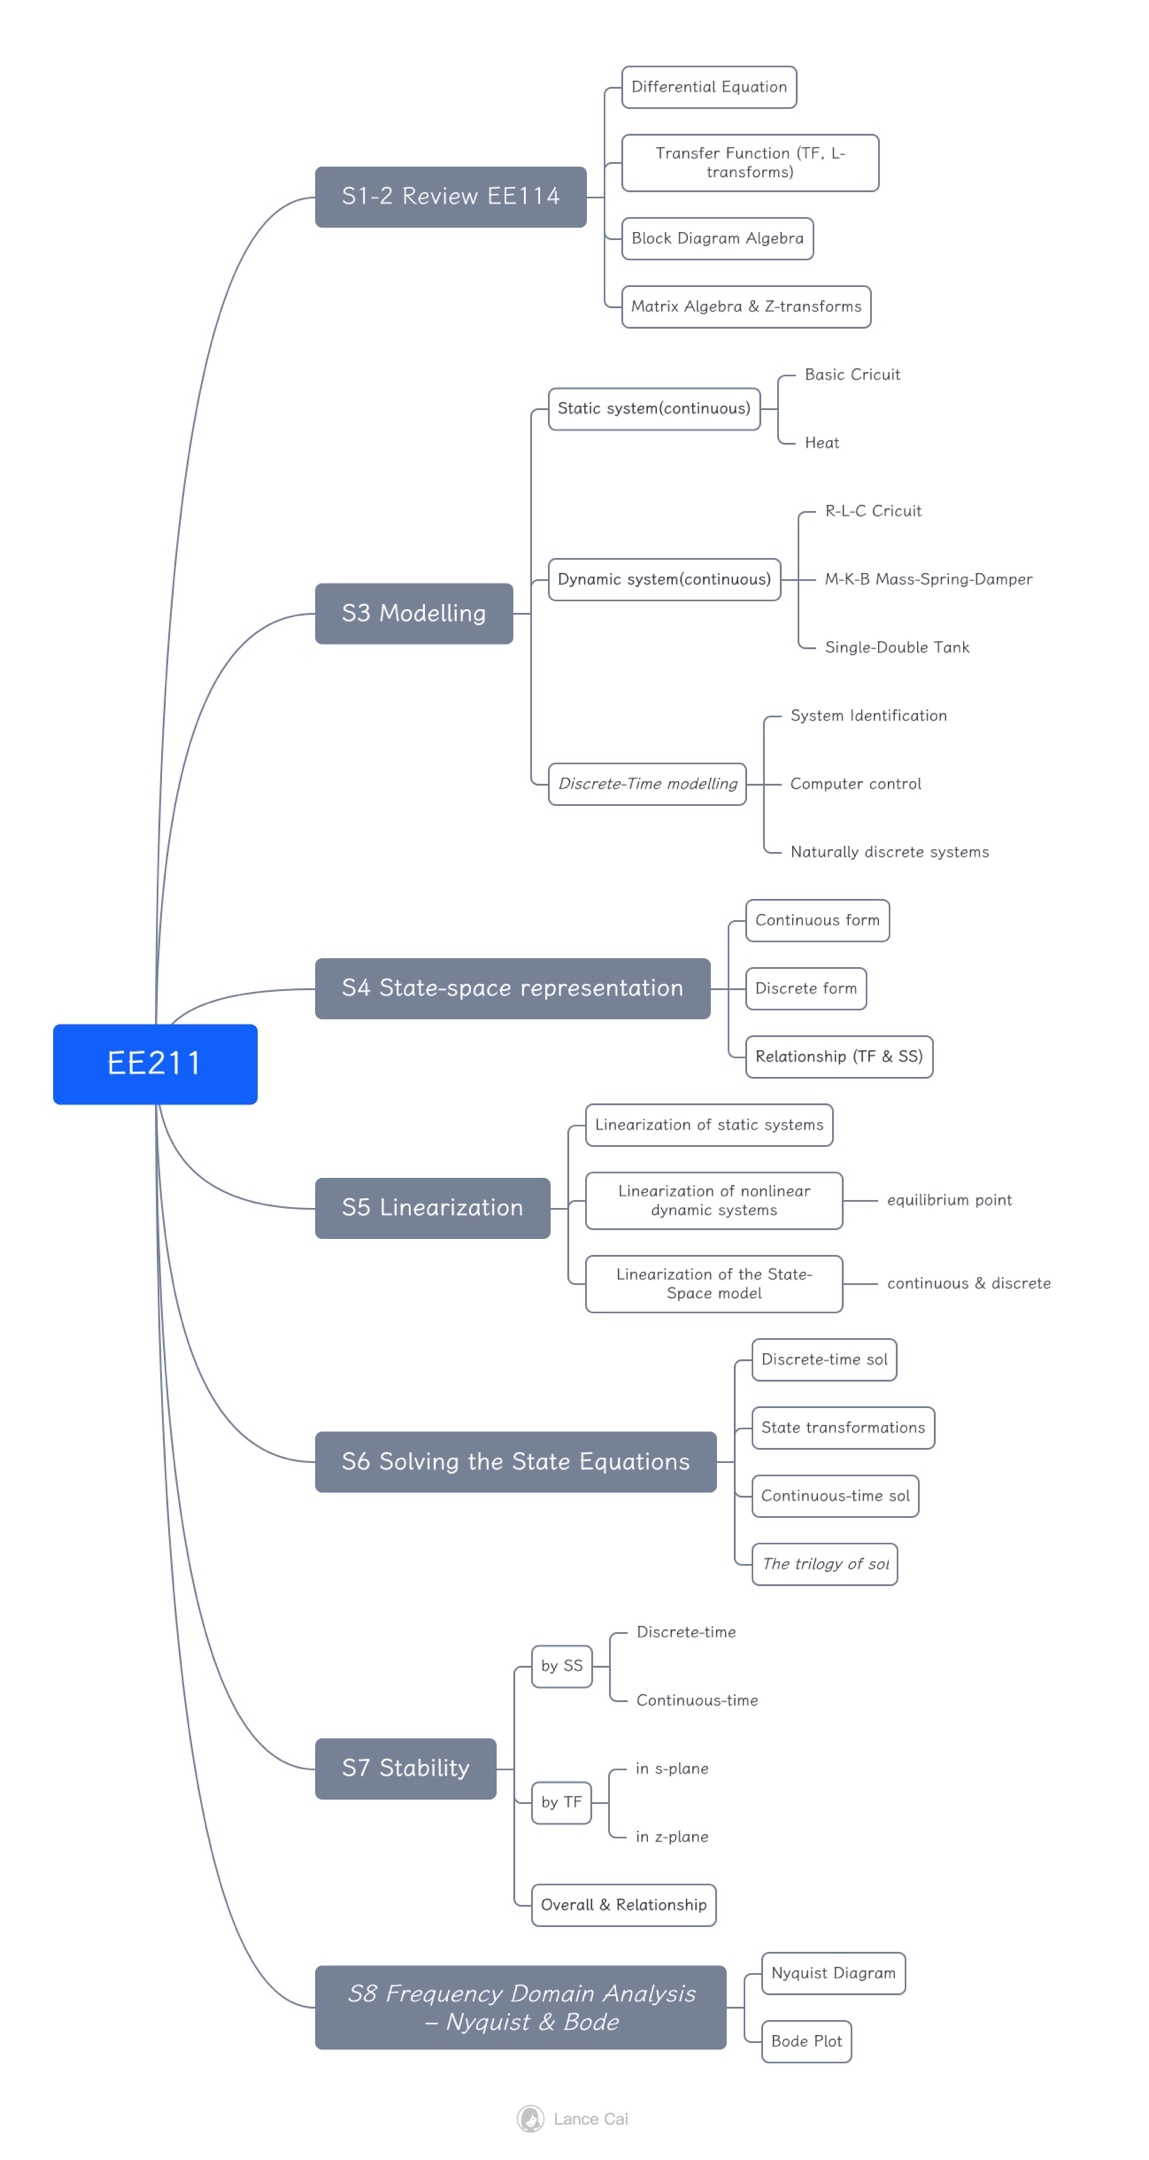 Differential Equation
Transfer Function (TF, L-
transforms)
S1-2 Review EE114
Block Diagram Algebra
Matrix Algebra & Z-transforms
Basic Cricuit
Static system(continuous)
Heat
R-L-C Cricuit
Dynamic system(continuous)
M-K-B Mass-Spring-Damper
S3 Modelling
Single-Double Tank
System Identification
Discrete-Time modelling
Computer control
Naturally discrete systems
Continuous form
S4 State-space representation
Discrete form
Relationship (TF & SS)
EE211
Linearization of static systems
S5 Linearization
Linearization of nonlinear
dynamic systems
equilibrium point
Linearization of the State-
Space model
continuous & discrete
Discrete-time sol
State transformations
S6 Solving the State Equations
Continuous-time sol
The trilogy of sol
Discrete-time
by SS
Continuous-time
S7 Stability
in s-plane
by TF
in z-plane
Overall & Relationship
S8 Frequency Domain Analysis
– Nyquist & Bode
Nyquist Diagram
Bode Plot
Lance Cai